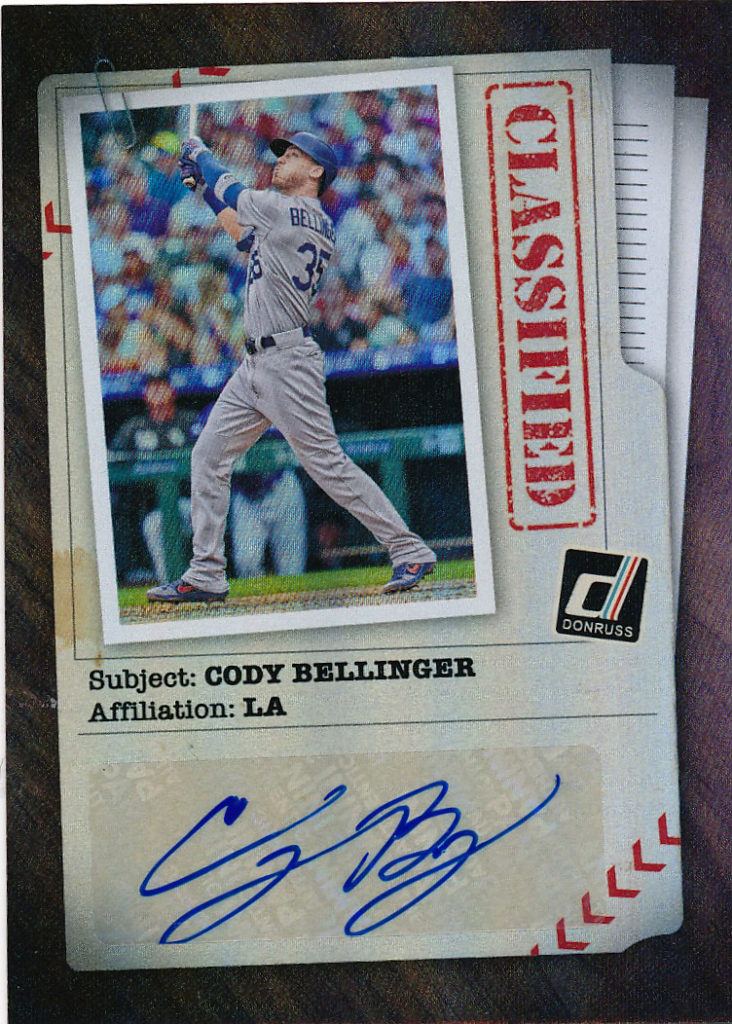 CLASSIFIED
BELLINGER
35
DONRUSS
Subject: CODY BELLINGER
Affiliation: LA